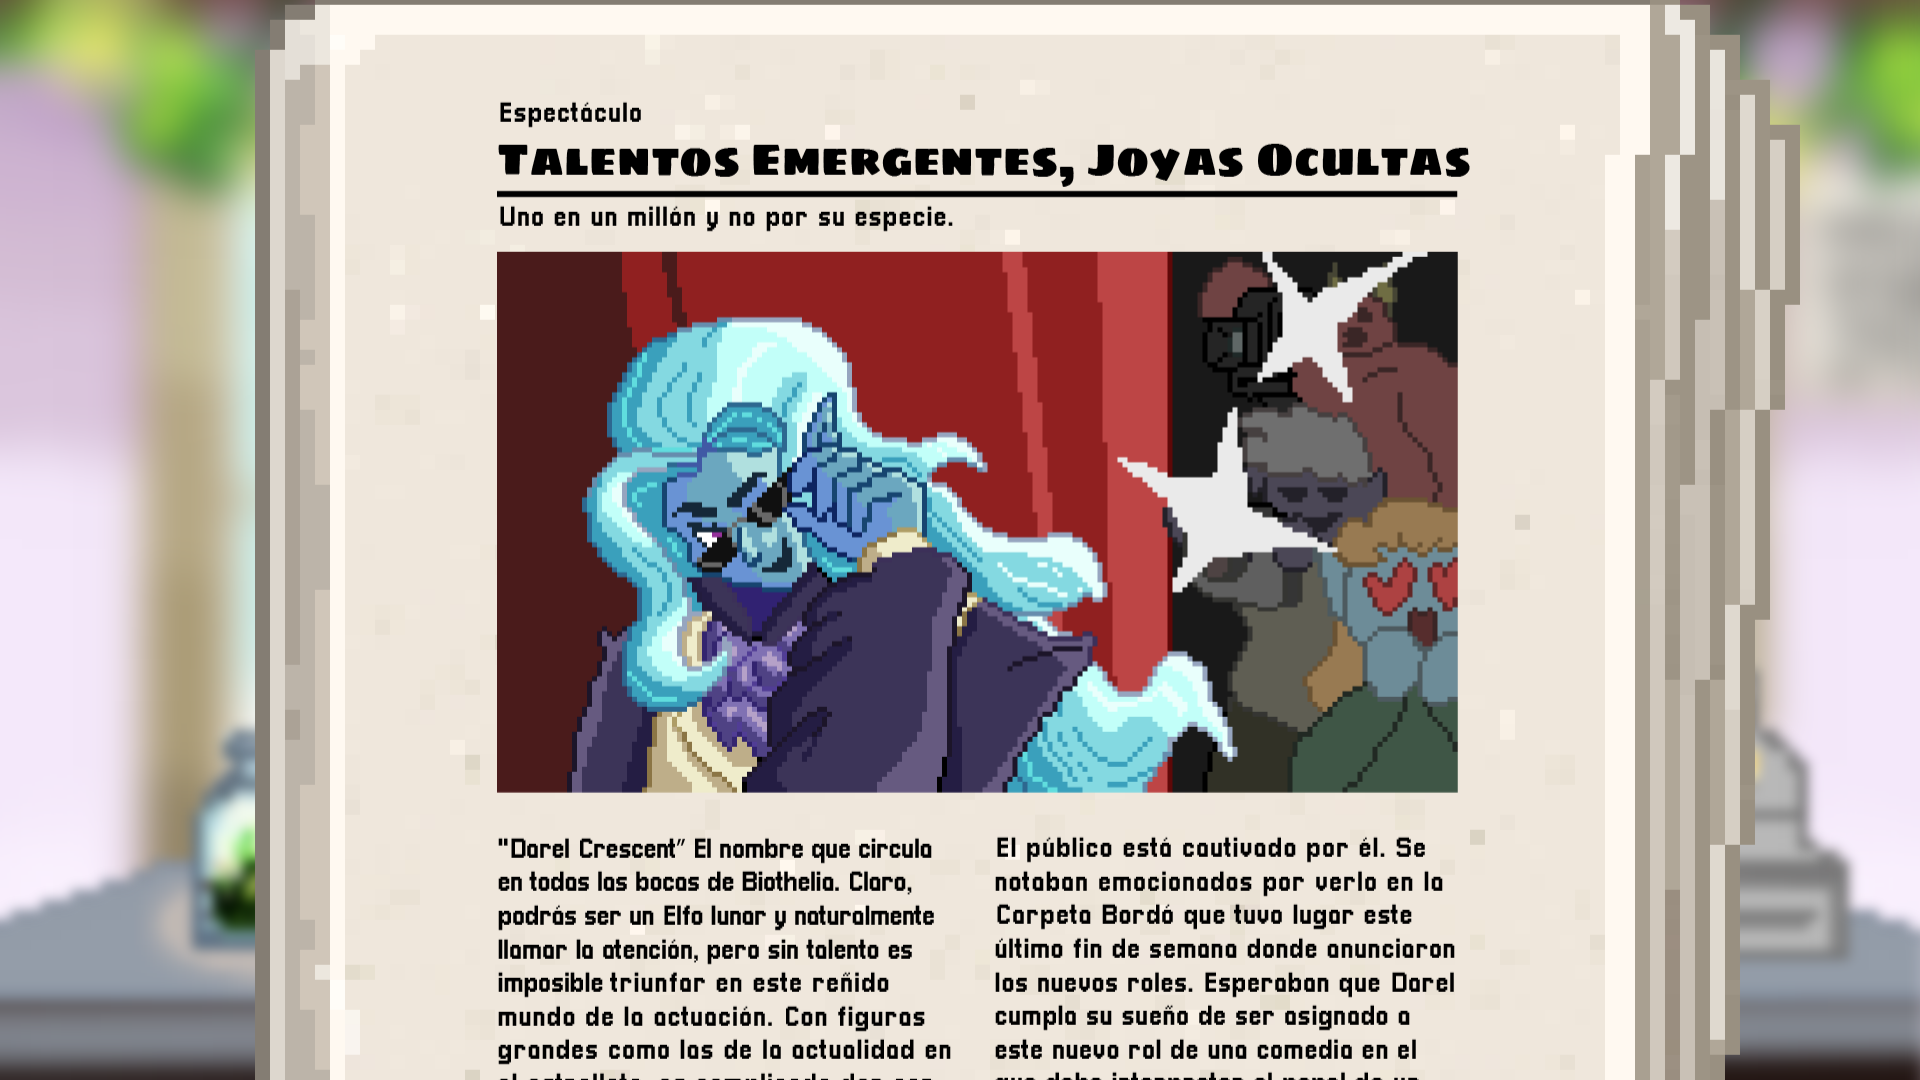 Espectáculo
Talentos Emergentes, Joyas Ocultas
Uno en un millón y no por su especie.
"Darel Crescent" El nombre que circula
en todas las bocas de Biothelia. Claro,
podrás ser un Elfo lunar y naturalmente
llamar la atención, pero sin talento es
imposible triunfar en este reñido
mundo de la actuación. Con figuras
grandes como las de la actualidad en
El público está cautivado por él. Se
notaban emocionados por verlo en la
Carpeta Bordó que tuvo lugar este
último fin de semana donde anunciaron
los nuevos roles. Esperaban que Darel
cumpla su sueño de ser asignado a
este nuevo rol de una comedia en el